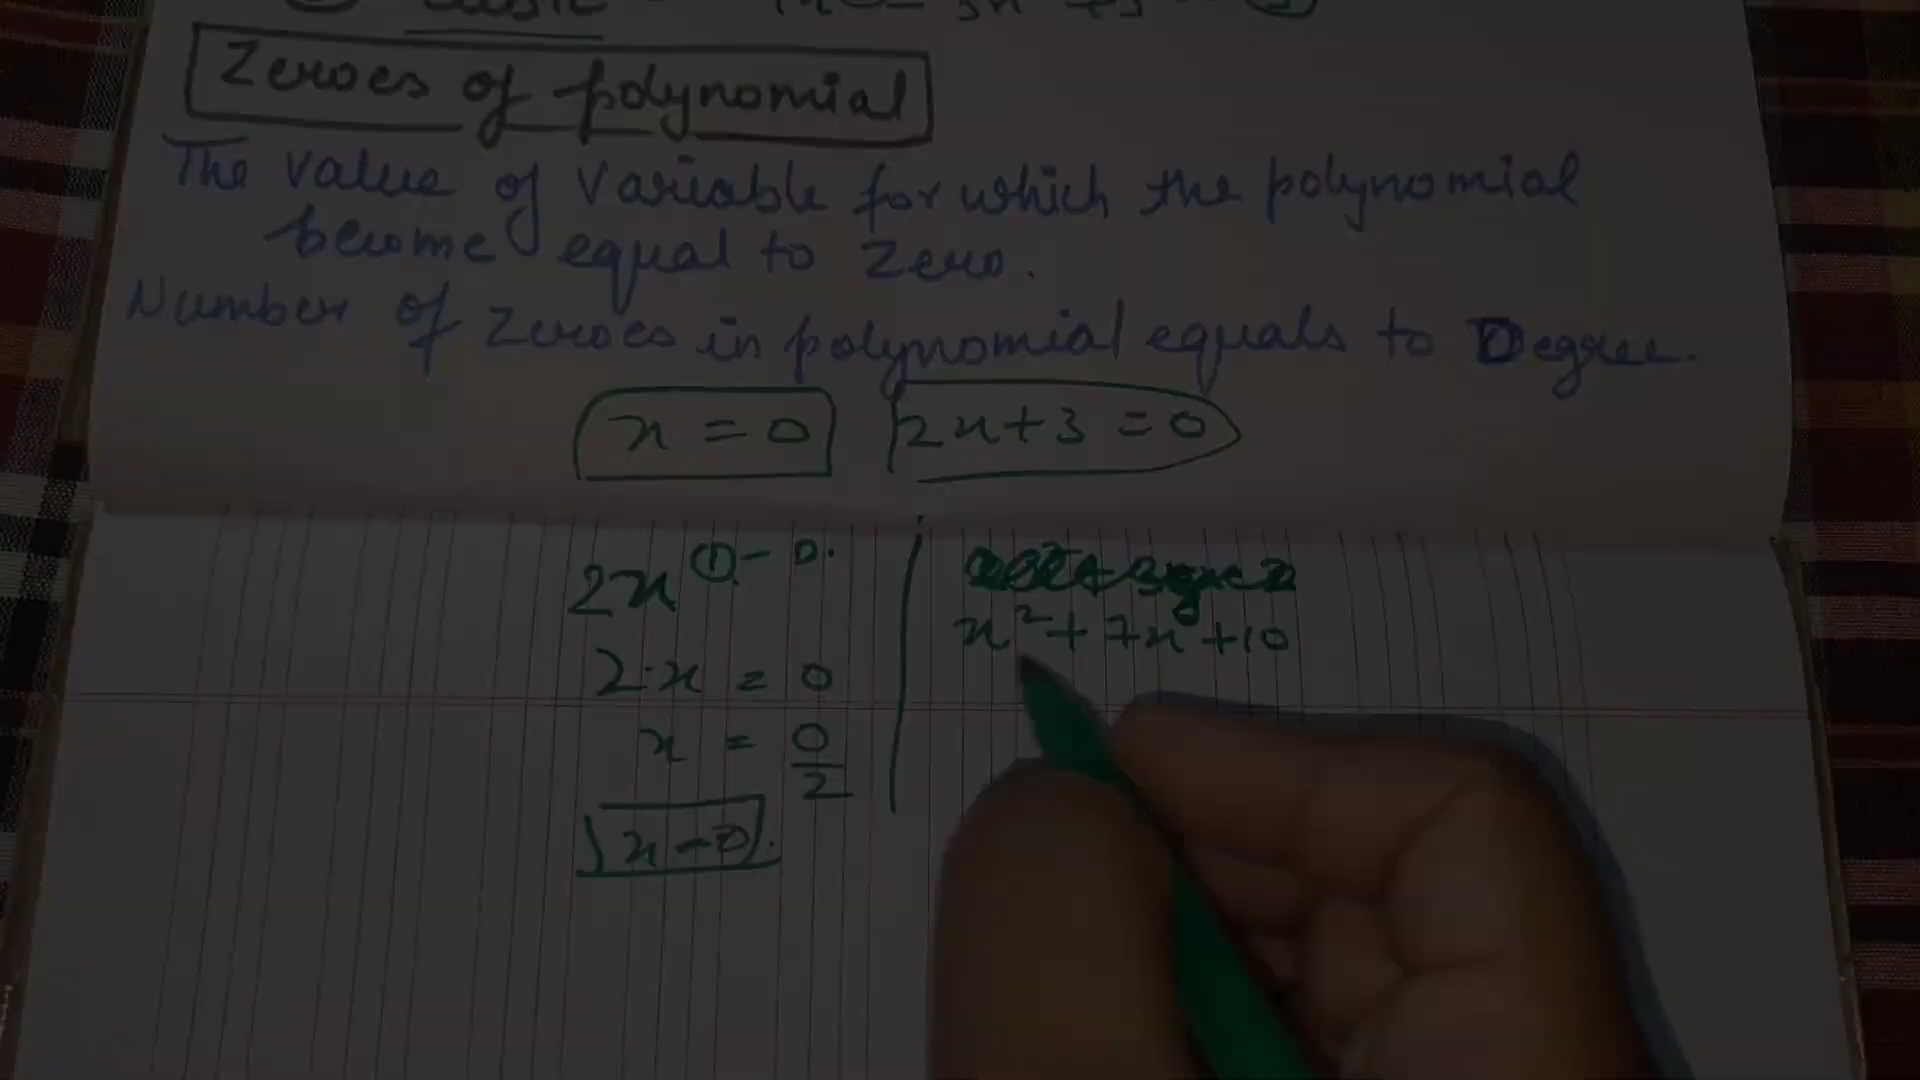 Zeroes of polynomial
The value of Variable for which the polynomial
become equal to Zero.
Number of Zeroes in polynomial equals to Degree.
x = 0 2x+3 = 0
2x
2·x = 0
x = 0/2
x = 0
x² + 7x + 10